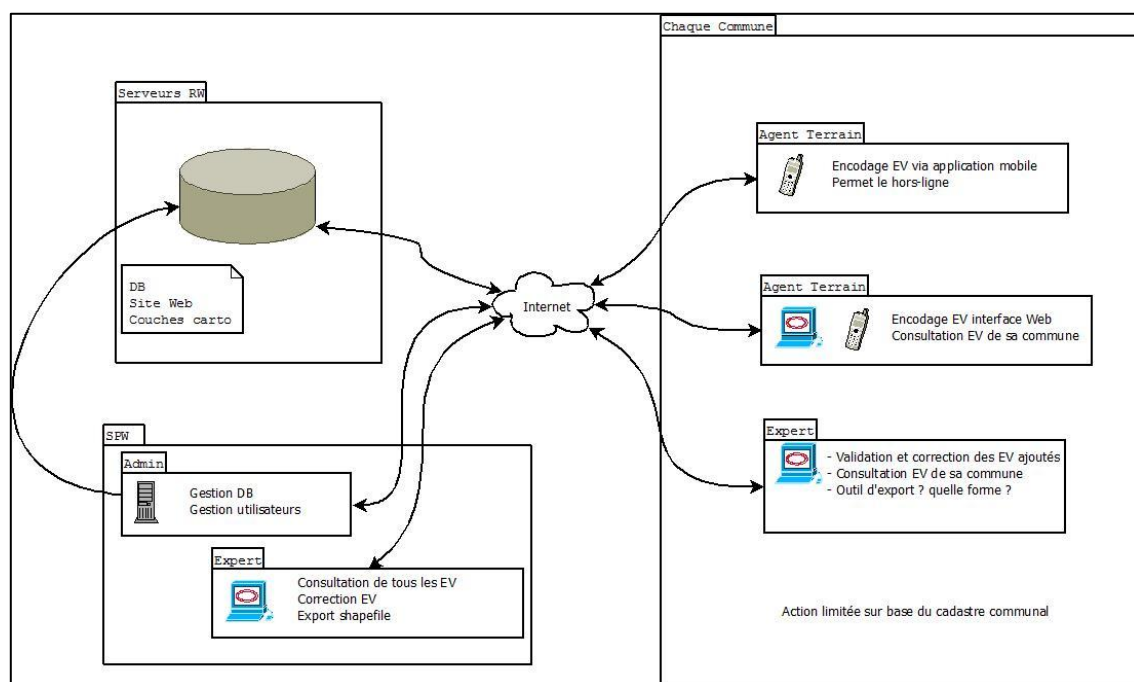 Chaque Commune
Serveurs RW
DB
Site Web
Couches carto
Agent Terrain
Encodage EV via application mobile
Permet le hors-ligne
Internet
Agent Terrain
Encodage EV interface Web
Consultation EV de sa commune
Expert
- Validation et correction des EV ajoutés
- Consultation EV de sa commune
- Outil d'export ? quelle forme ?
SPW
Admin
Gestion DB
Gestion utilisateurs
Expert
Consultation de tous les EV
Correction EV
Export shapefile
Action limitée sur base du cadastre communal